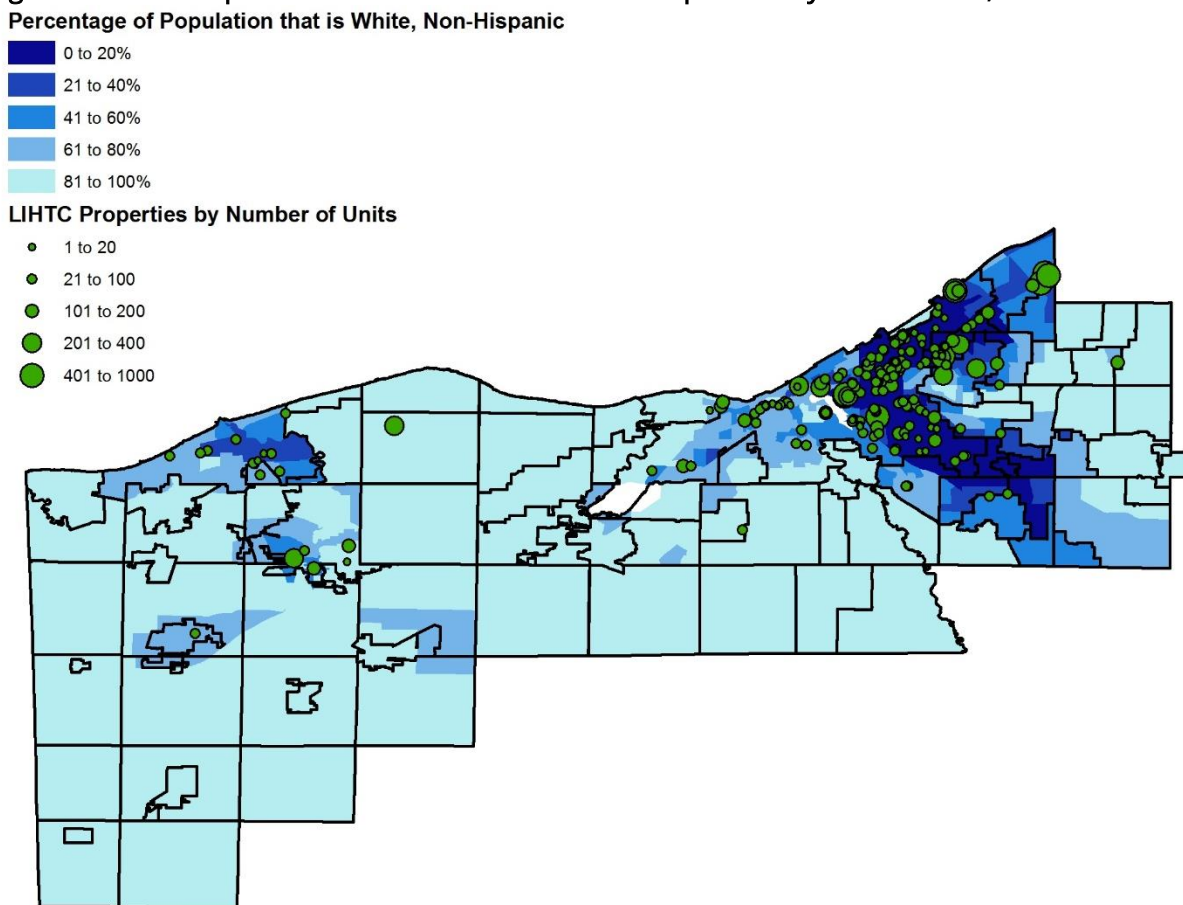 Percentage of Population that is White, Non-Hispanic
0 to 20%
21 to 40%
41 to 60%
61 to 80%
81 to 100%
LIHTC Properties by Number of Units
1 to 20
21 to 100
101 to 200
201 to 400
401 to 1000